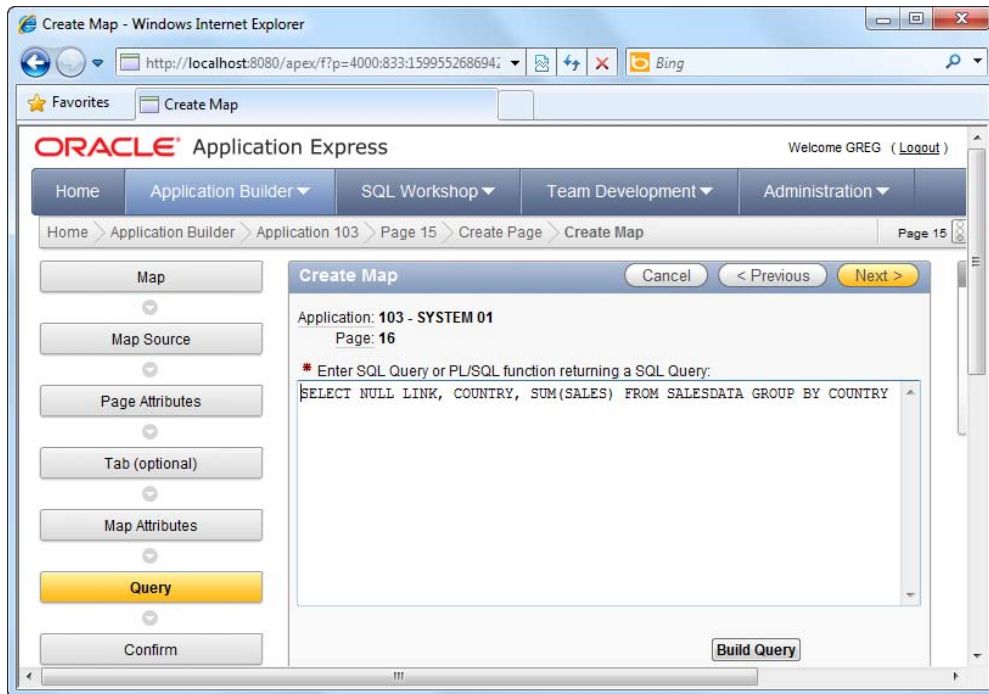 Create Map - Windows Internet Explorer
http://localhost:8080/apex/f?p=4000:833:159955268694
Bing
Favorites
Create Map
ORACLE Application Express
Welcome GREG ( Logout )
Home
Application Builder
SQL Workshop
Team Development
Administration
Home > Application Builder > Application 103 > Page 15 > Create Page > Create Map
Page 15
Map
Map Source
Page Attributes
Tab (optional)
Map Attributes
Query
Confirm
Create Map
Cancel
< Previous
Next >
Application: 103 - SYSTEM 01
Page: 16
* Enter SQL Query or PL/SQL function returning a SQL Query:
SELECT NULL LINK, COUNTRY, SUM(SALES) FROM SALESDATA GROUP BY COUNTRY
Build Query